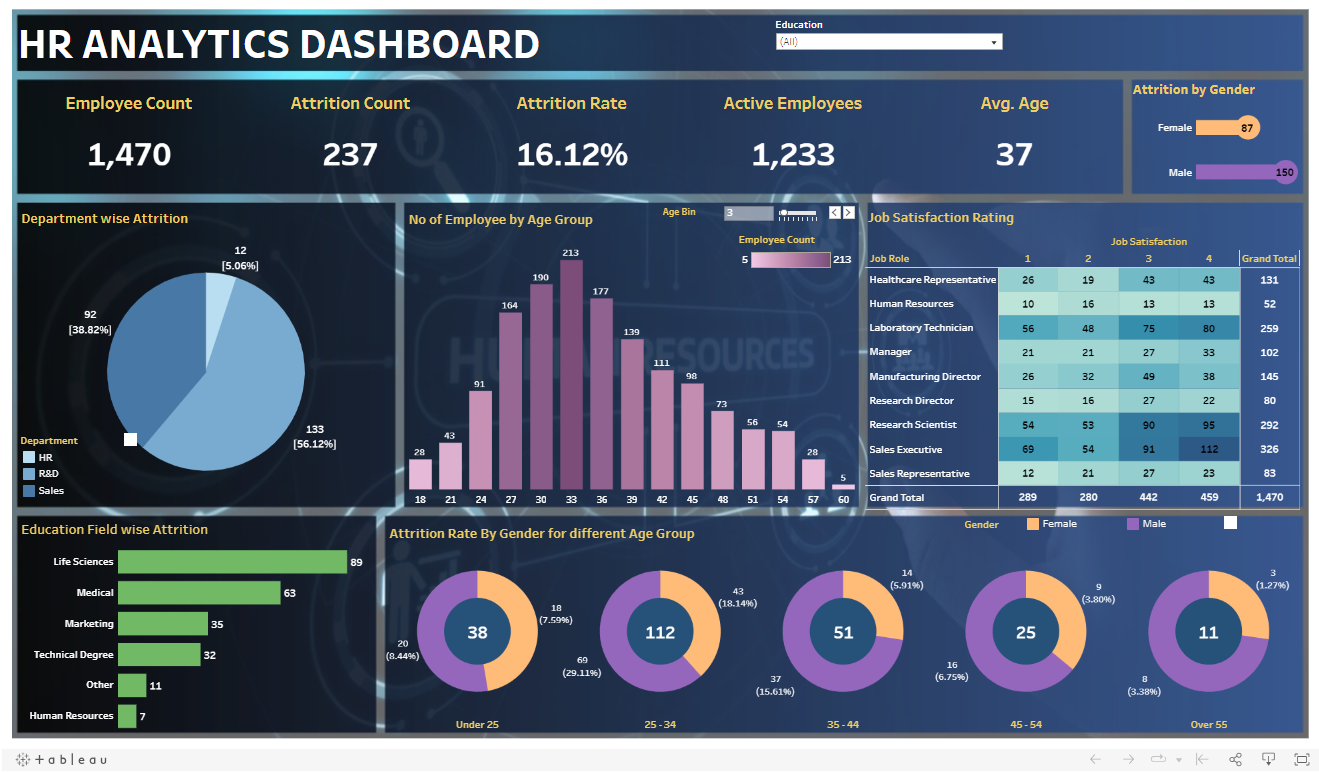 HR ANALYTICS DASHBOARD
Education
(All)
Employee Count
1,470
Attrition Count
237
Attrition Rate
16.12%
Active Employees
1,233
Avg. Age
37
Attrition by Gender
Female 87
Male 150
Department wise Attrition
12
[5.06%]
92
[38.82%]
133
[56.12%]
Department
HR
R&D
Sales
No of Employee by Age Group
Age Bin 3
Employee Count
5 213
28 43 91 164 190 213 177 139 111 98 73 56 54 28 5
18 21 24 27 30 33 36 39 42 45 48 51 54 57 60
HUMAN RESOURCES
Job Satisfaction Rating
Job Satisfaction
Job Role 1 2 3 4 Grand Total
Healthcare Representative 26 19 43 43 131
Human Resources 10 16 13 13 52
Laboratory Technician 56 48 75 80 259
Manager 21 21 27 33 102
Manufacturing Director 26 32 49 38 145
Research Director 15 16 27 22 80
Research Scientist 54 53 90 95 292
Sales Executive 69 54 91 112 326
Sales Representative 12 21 27 23 83
Grand Total 289 280 442 459 1,470
Education Field wise Attrition
Life Sciences 89
Medical 63
Marketing 35
Technical Degree 32
Other 11
Human Resources 7
Attrition Rate By Gender for different Age Group
Gender Female Male
38
18
(7.59%)
20
(8.44%)
Under 25
112
43
(18.14%)
69
(29.11%)
25 - 34
51
14
(5.91%)
37
(15.61%)
35 - 44
25
9
(3.80%)
16
(6.75%)
45 - 54
11
3
(1.27%)
8
(3.38%)
Over 55
+ a b l e a u